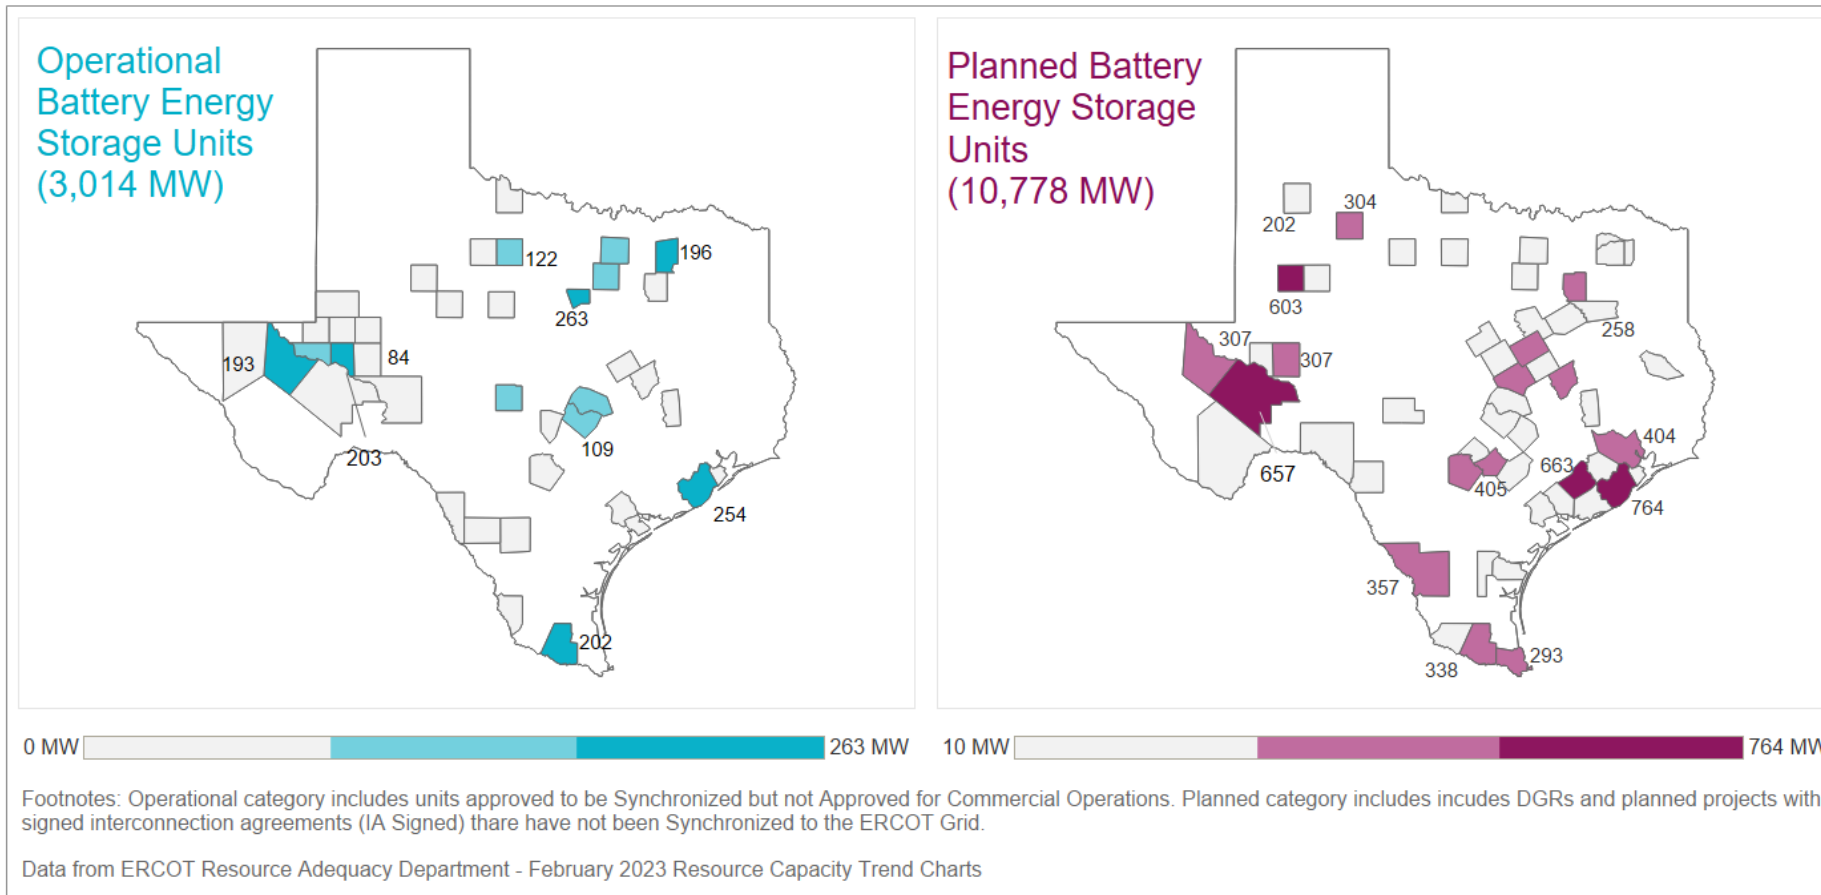 Operational
Battery Energy
Storage Units
(3,014 MW)
122
196
263
193
84
203
109
254
202
0 MW
263 MW
Planned Battery
Energy Storage
Units
(10,778 MW)
304
202
603
258
307
307
404
663
657
405
764
357
293
338
10 MW
764 MW
Footnotes: Operational category includes units approved to be Synchronized but not Approved for Commercial Operations. Planned category includes incudes DGRs and planned projects with
signed interconnection agreements (IA Signed) thare have not been Synchronized to the ERCOT Grid.
Data from ERCOT Resource Adequacy Department - February 2023 Resource Capacity Trend Charts